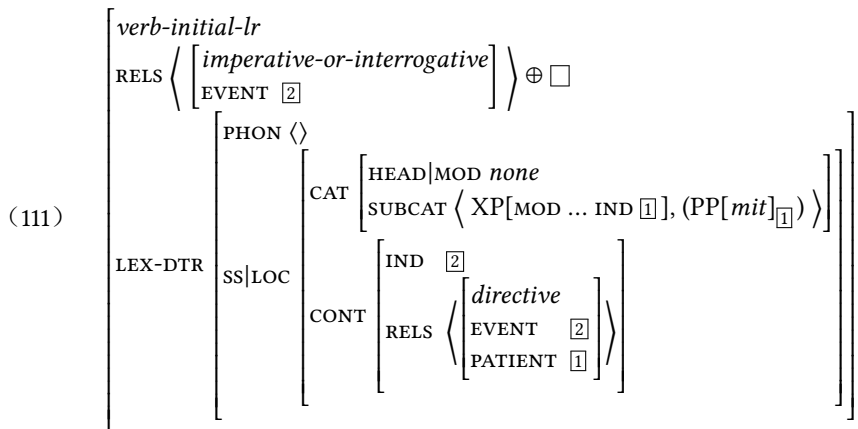 verb-initial-lr
RELS ⟨ [imperative-or-interrogative
EVENT 2] ⟩ ⊕ □
PHON ⟨⟩
CAT [HEAD|MOD none
SUBCAT ⟨ XP[MOD ... IND 1], (PP[mit]1) ⟩]
(111)
LEX-DTR
SS|LOC
IND 2
CONT
RELS ⟨ [directive
EVENT 2
PATIENT 1] ⟩